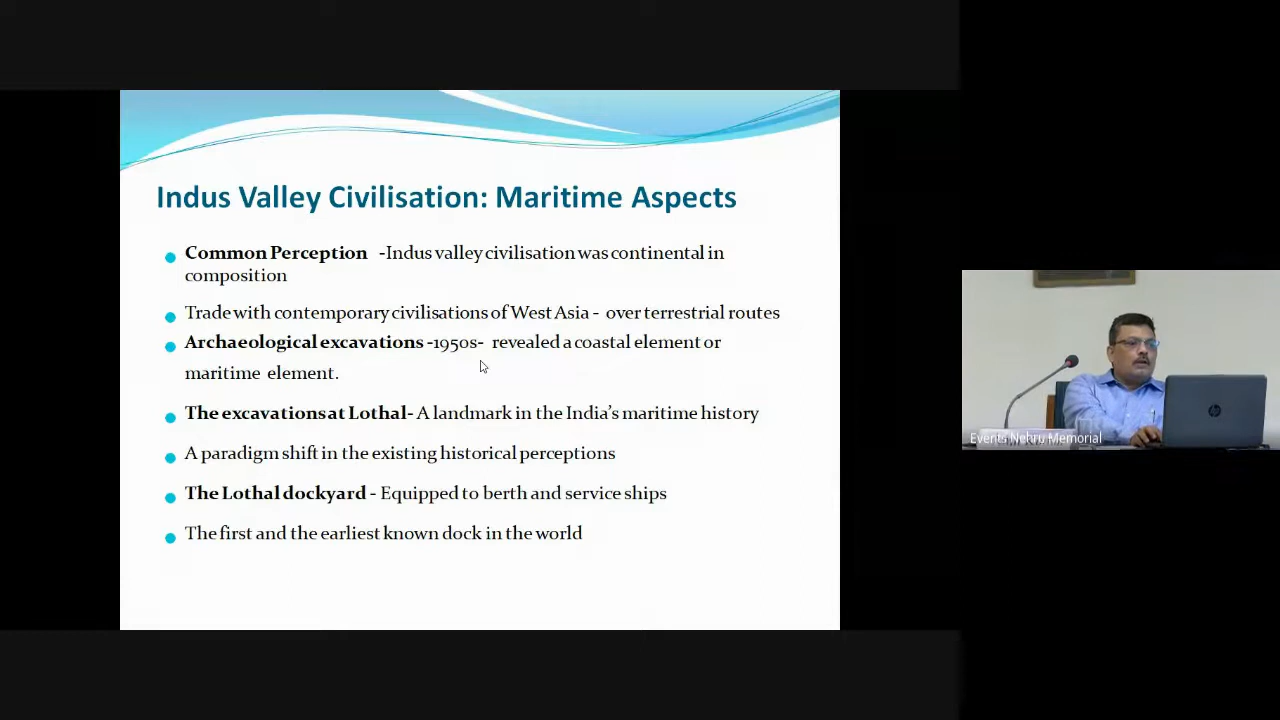 Indus Valley Civilisation: Maritime Aspects
Common Perception -Indus valley civilisation was continental in
composition
Trade with contemporary civilisations of West Asia - over terrestrial routes
Archaeological excavations -1950s- revealed a coastal element or
maritime element.
The excavations at Lothal- A landmark in the India's maritime history
A paradigm shift in the existing historical perceptions
The Lothal dockyard - Equipped to berth and service ships
The first and the earliest known dock in the world
Events Nehru Memorial
hp